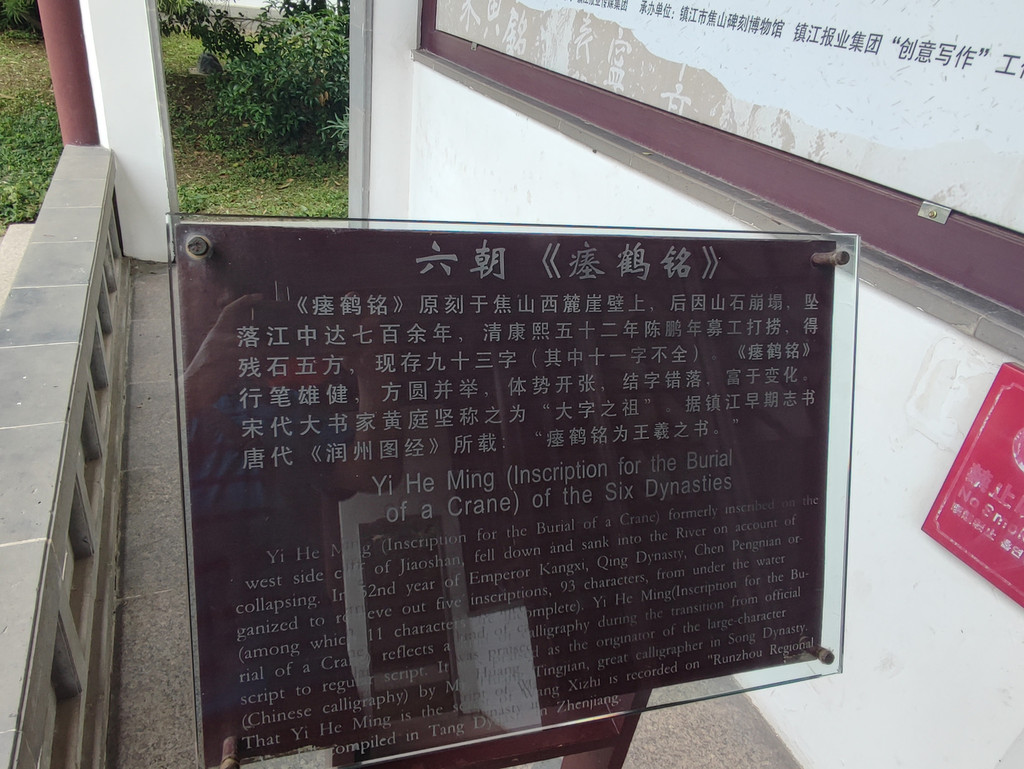 承办单位：镇江市焦山碑刻博物馆 镇江报业集团“创意写作”工
六朝《瘗鹤铭》
《瘗鹤铭》原刻于焦山西麓崖壁上，后因山石崩塌，坠
落江中达七百余年，清康熙五十二年陈鹏年募工打捞，得
残石五方，现存九十三字（其中十一字不全）。《瘗鹤铭》
行笔雄健，方圆并举，体势开张，结字错落，富于变化。
宋代大书家黄庭坚称之为“大字之祖”。据镇江早期志书
唐代《润州图经》所载：“瘗鹤铭为王羲之书。”
Yi He Ming (Inscription for the Burial
of a Crane) of the Six Dynasties
Yi He Ming (Inscription for the Burial of a Crane) formerly inscribed on the
west side of Jiaoshan, fell down and sank into the River on account of
collapsing. In 52nd year of Emperor Kangxi, Qing Dynasty, Chen Pengnian or-
ganized to retrieve out five inscriptions, 93 characters, from under the water
(among which 11 characters incomplete). Yi He Ming(Inscription for the Bu-
rial of a Crane) reflects a kind of calligraphy during the transition from official
script to regular script. It was praised as the originator of the large-character
(Chinese calligraphy) by Huang Tingjian, great calligrapher in Song Dynasty.
That Yi He Ming is the of Wang Xizhi is recorded on "Runzhou Regional
compiled in Tang Dynasty in Zhenjiang.
禁止
No Smoki